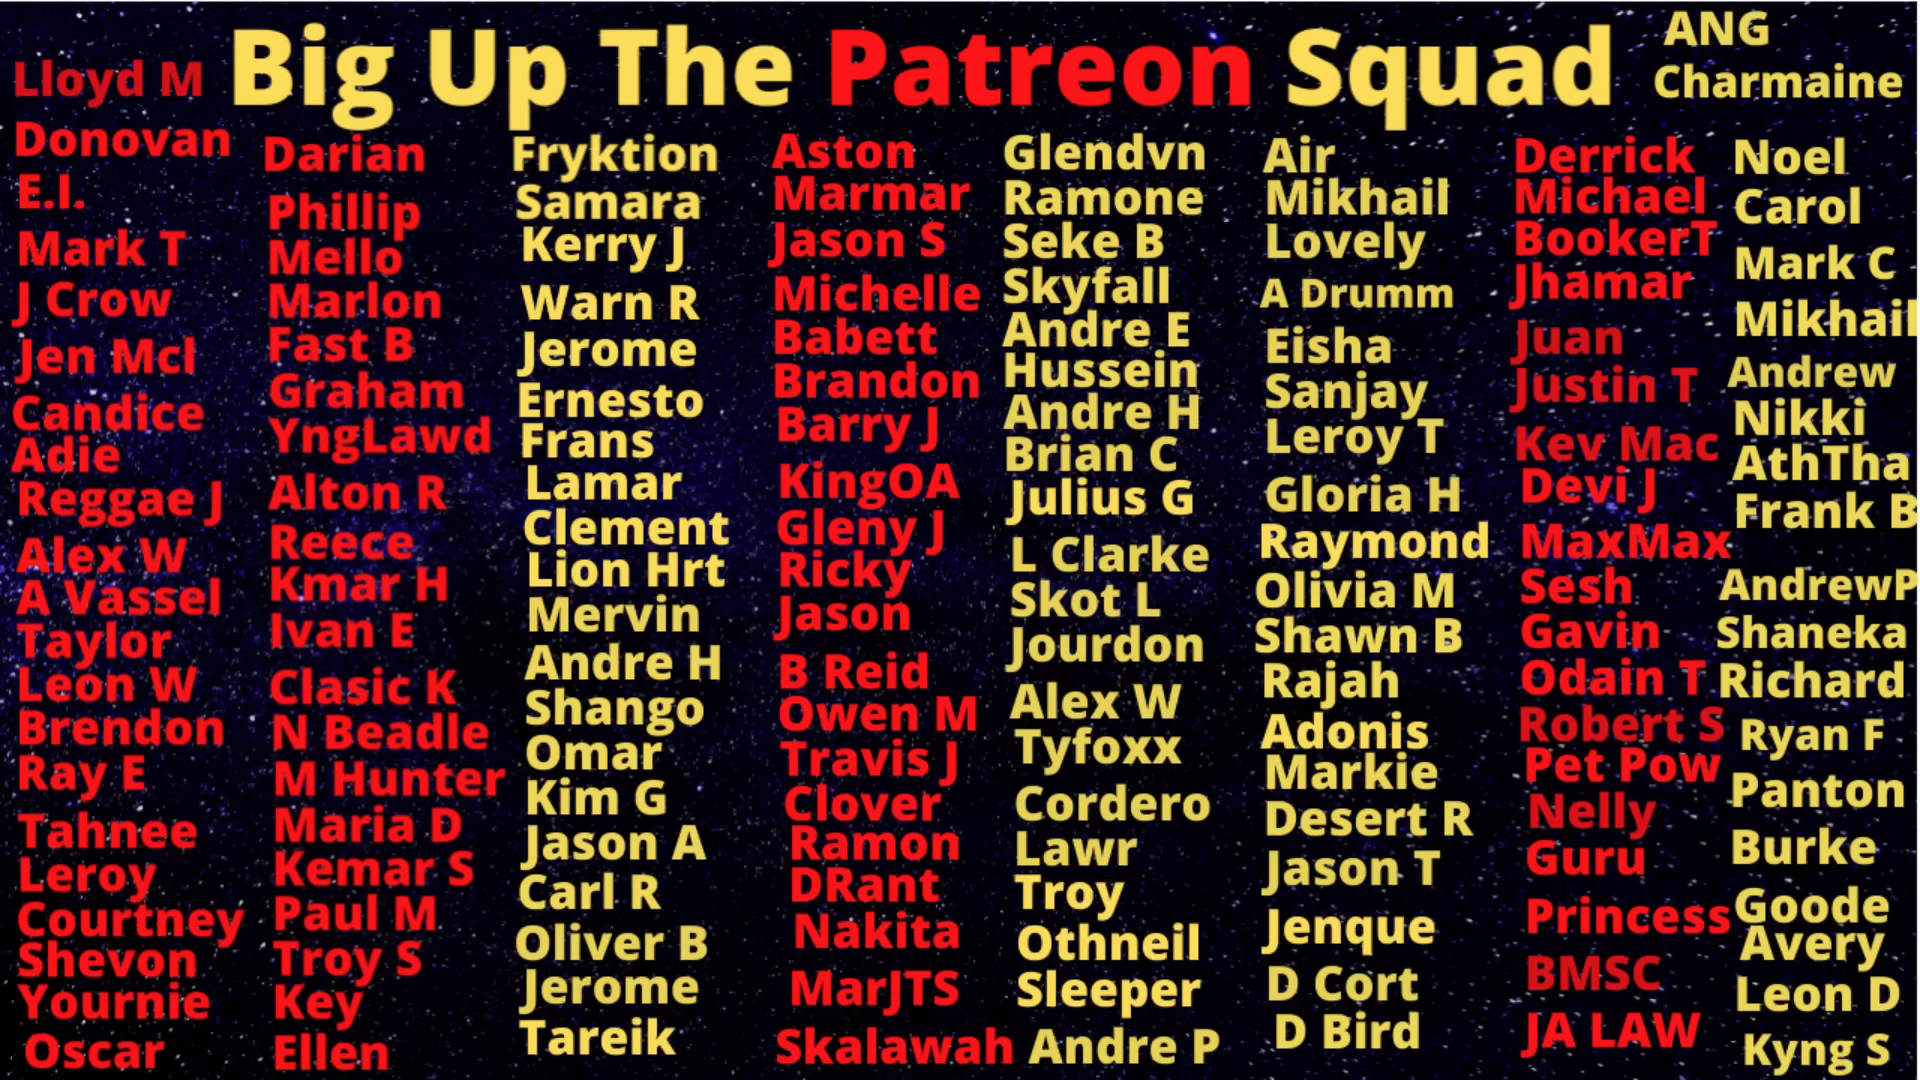 Big Up The Patreon Squad
Lloyd M
Donovan
E.I.
Mark T
J Crow
Jen Mcl
Candice
Adie
Reggae J
Alex W
A Vassel
Taylor
Leon W
Brendon
Ray E
Tahnee
Leroy
Courtney
Shevon
Yournie
Oscar
Darian
Phillip
Mello
Marlon
Fast B
Graham
YngLawd
Alton R
Reece
Kmar H
Ivan E
Clasic K
N Beadle
M Hunter
Maria D
Kemar S
Paul M
Troy S
Key
Ellen
Fryktion
Samara
Kerry J
Warn R
Jerome
Ernesto
Frans
Lamar
Clement
Lion Hrt
Mervin
Andre H
Shango
Omar
Kim G
Jason A
Carl R
Oliver B
Jerome
Tareik
Aston
Marmar
Jason S
Michelle
Babett
Brandon
Barry J
KingOA
Gleny J
Ricky
Jason
B Reid
Owen M
Travis J
Clover
Ramon
DRant
Nakita
MarJTS
Skalawah
Glendvn
Ramone
Seke B
Skyfall
Andre E
Hussein
Andre H
Brian C
Julius G
L Clarke
Skot L
Jourdon
Alex W
Tyfoxx
Cordero
Lawr
Troy
Othneil
Sleeper
Andre P
Air
Mikhail
Lovely
A Drumm
Eisha
Sanjay
Leroy T
Gloria H
Raymond
Olivia M
Shawn B
Rajah
Adonis
Markie
Desert R
Jason T
Jenque
D Cort
D Bird
Derrick
Michael
BookerT
Jhamar
Juan
Justin T
Kev Mac
Devi J
MaxMax
Sesh
Gavin
Odain T
Robert S
Pet Pow
Nelly
Guru
Princess
BMSC
JA LAW
ANG
Charmaine
Noel
Carol
Mark C
Mikhail
Andrew
Nikki
AthTha
Frank B
AndrewP
Shaneka
Richard
Ryan F
Panton
Burke
Goode
Avery
Leon D
Kyng S